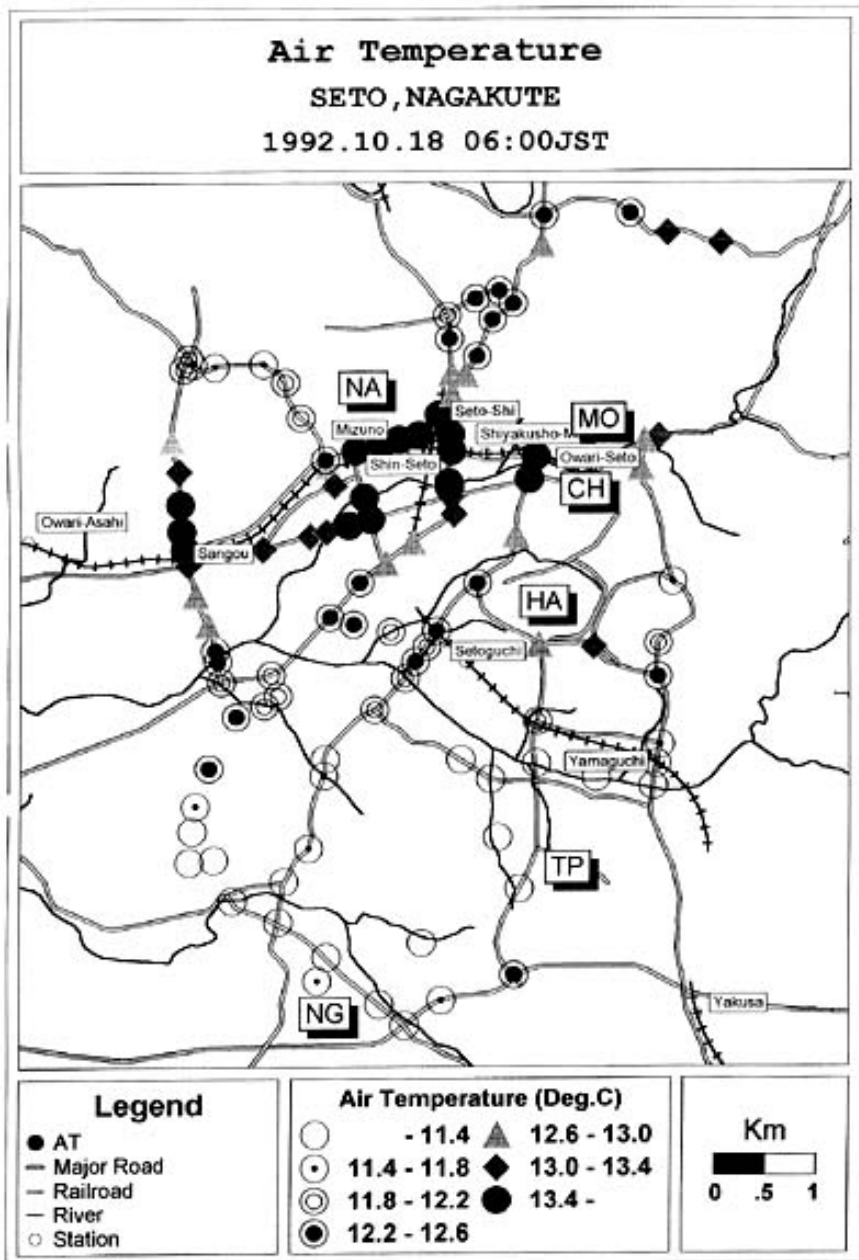 Air Temperature
SETO,NAGAKUTE
1992.10.18 06:00JST
NA
Seto-Shi
MO
Mizuno
Shiyakusho-M
Shin-Seto
Owari-Seto
CH
Owari-Asahi
Sangou
HA
Setoguchi
Yamaguchi
TP
NG
Yakusa
Legend
AT
Major Road
Railroad
River
Station
Air Temperature (Deg.C)
- 11.4
12.6 - 13.0
11.4 - 11.8
13.0 - 13.4
11.8 - 12.2
13.4 -
12.2 - 12.6
Km
0 .5 1